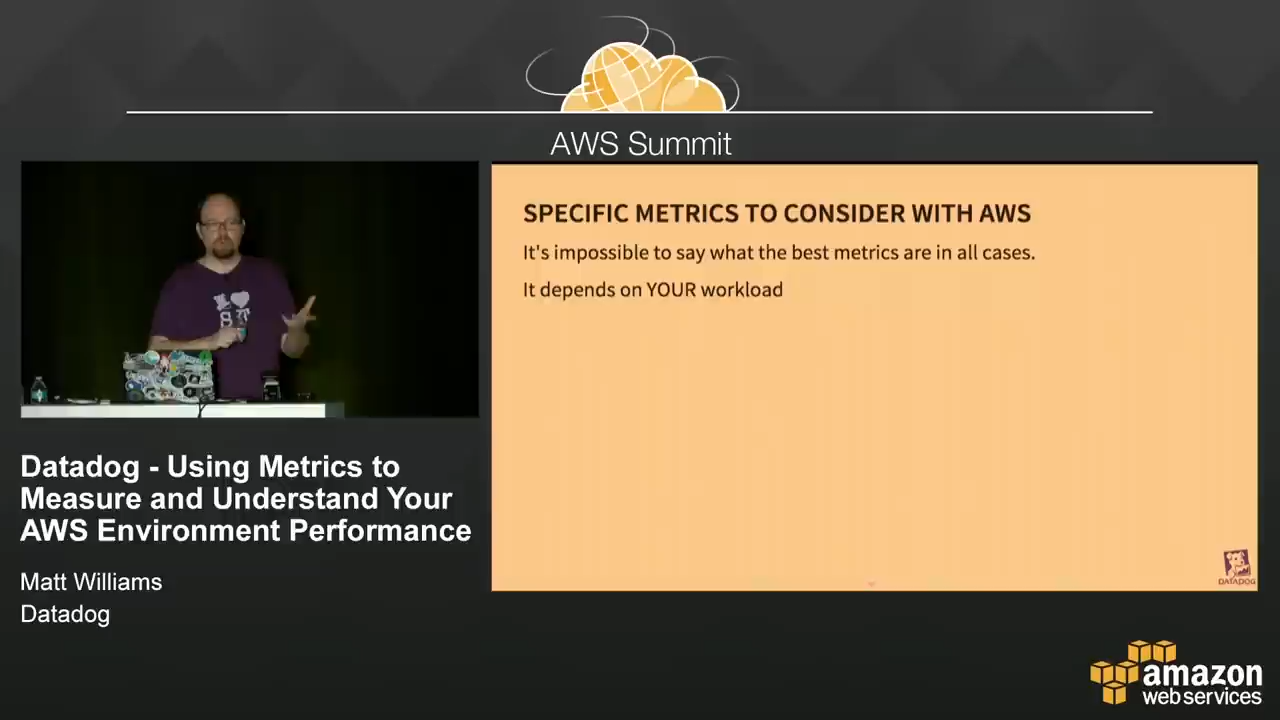 AWS Summit
SPECIFIC METRICS TO CONSIDER WITH AWS
It's impossible to say what the best metrics are in all cases.
It depends on YOUR workload
DATADOG
Datadog - Using Metrics to
Measure and Understand Your
AWS Environment Performance
Matt Williams
Datadog
amazon
web services